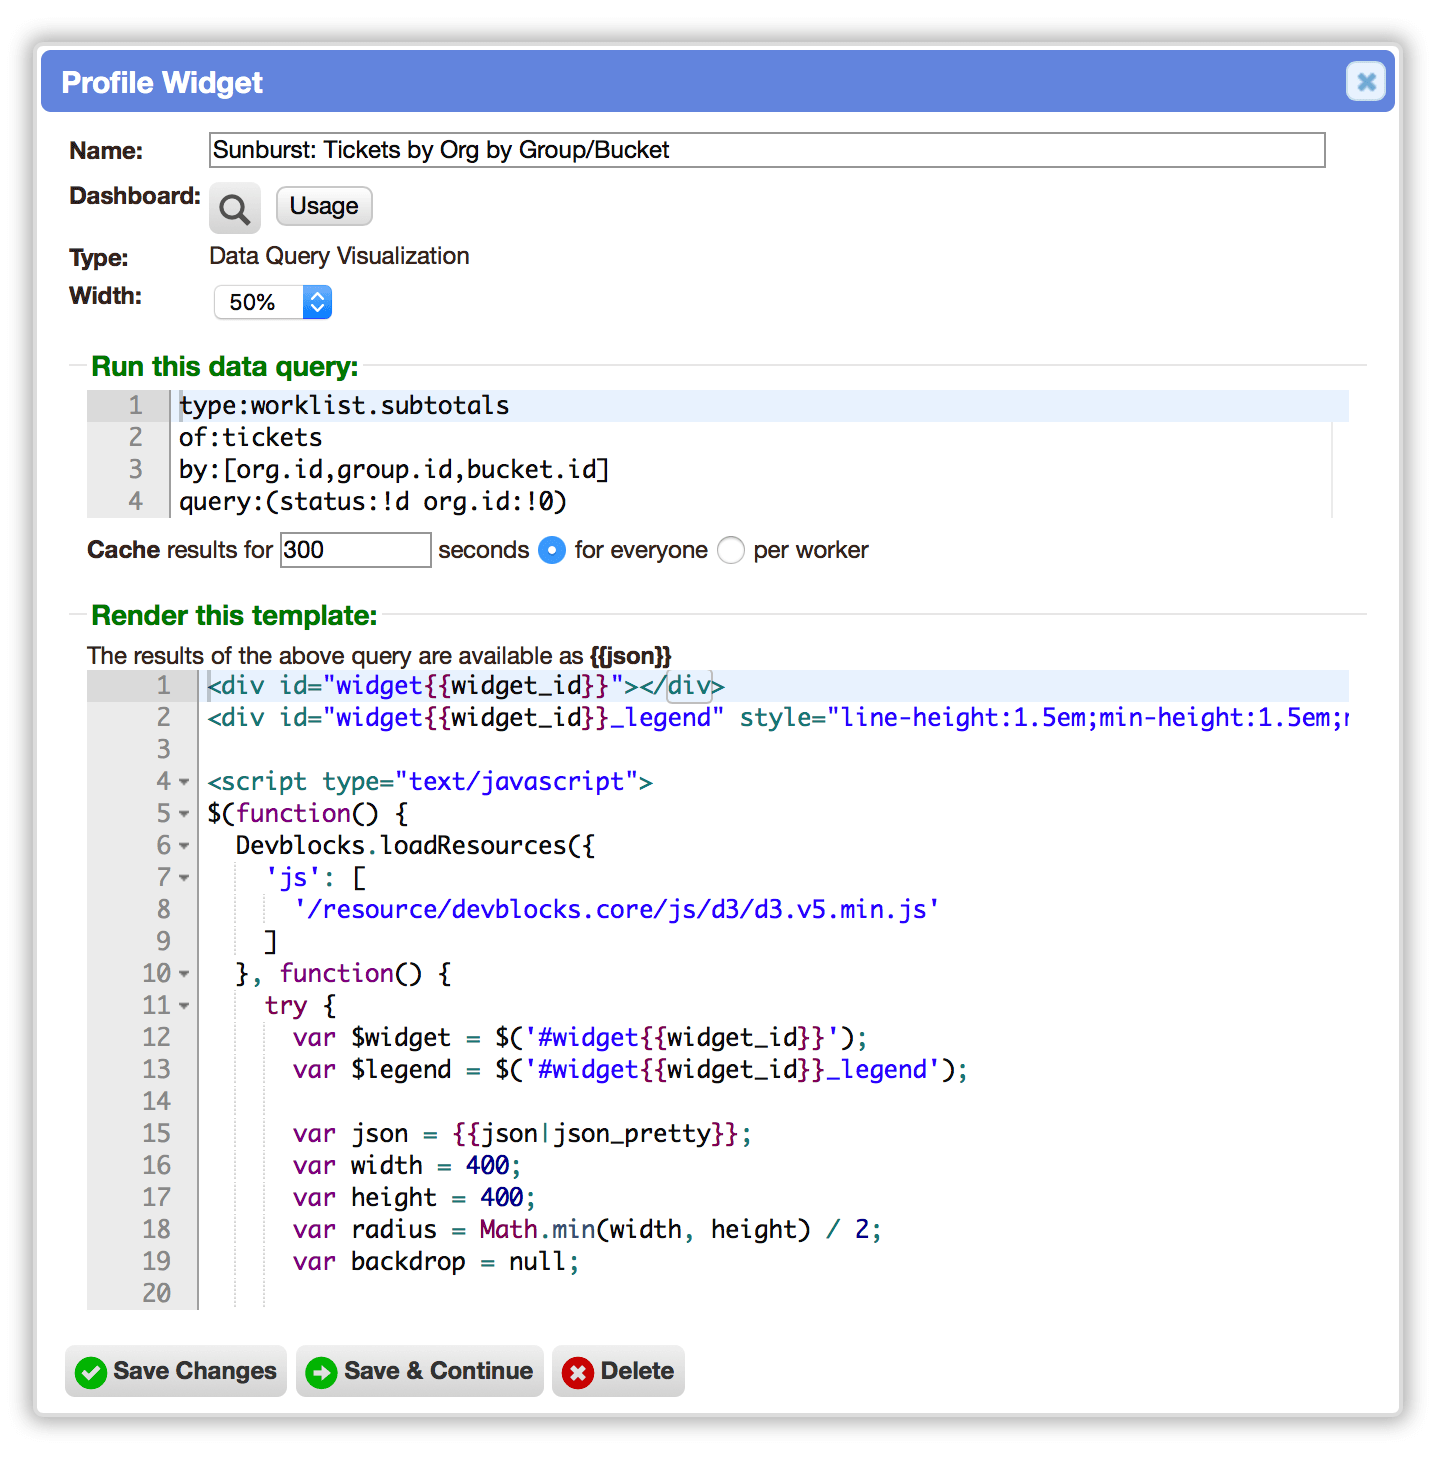 Profile Widget
Name: Sunburst: Tickets by Org by Group/Bucket
Dashboard: Usage
Type: Data Query Visualization
Width: 50%
Run this data query:
1 type:worklist.subtotals
2 of:tickets
3 by:[org.id,group.id,bucket.id]
4 query:(status:!d org.id:!0)
Cache results for 300 seconds for everyone per worker
Render this template:
The results of the above query are available as {{json}}
1 <div id="widget{{widget_id}}"></div>
2 <div id="widget{{widget_id}}_legend" style="line-height:1.5em;min-height:1.5em;
3
4 <script type="text/javascript">
5 $(function() {
6 Devblocks.loadResources({
7 'js': [
8 '/resource/devblocks.core/js/d3/d3.v5.min.js'
9 ]
10 }, function() {
11 try {
12 var $widget = $('#widget{{widget_id}}');
13 var $legend = $('#widget{{widget_id}}_legend');
14
15 var json = {{json|json_pretty}};
16 var width = 400;
17 var height = 400;
18 var radius = Math.min(width, height) / 2;
19 var backdrop = null;
20
Save Changes Save & Continue Delete